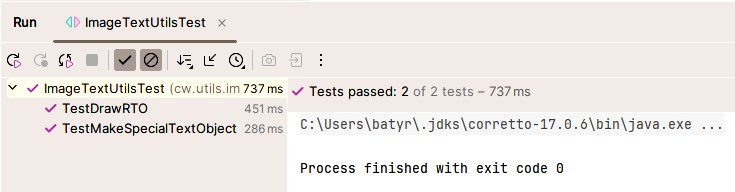 Run ImageTextUtilsTest
ImageTextUtilsTest (cw.utils.im 737 ms
TestDrawRTO 451 ms
TestMakeSpecialTextObject 286 ms
Tests passed: 2 of 2 tests – 737 ms
C:\Users\batyr\.jdks\corretto-17.0.6\bin\java.exe ...
Process finished with exit code 0